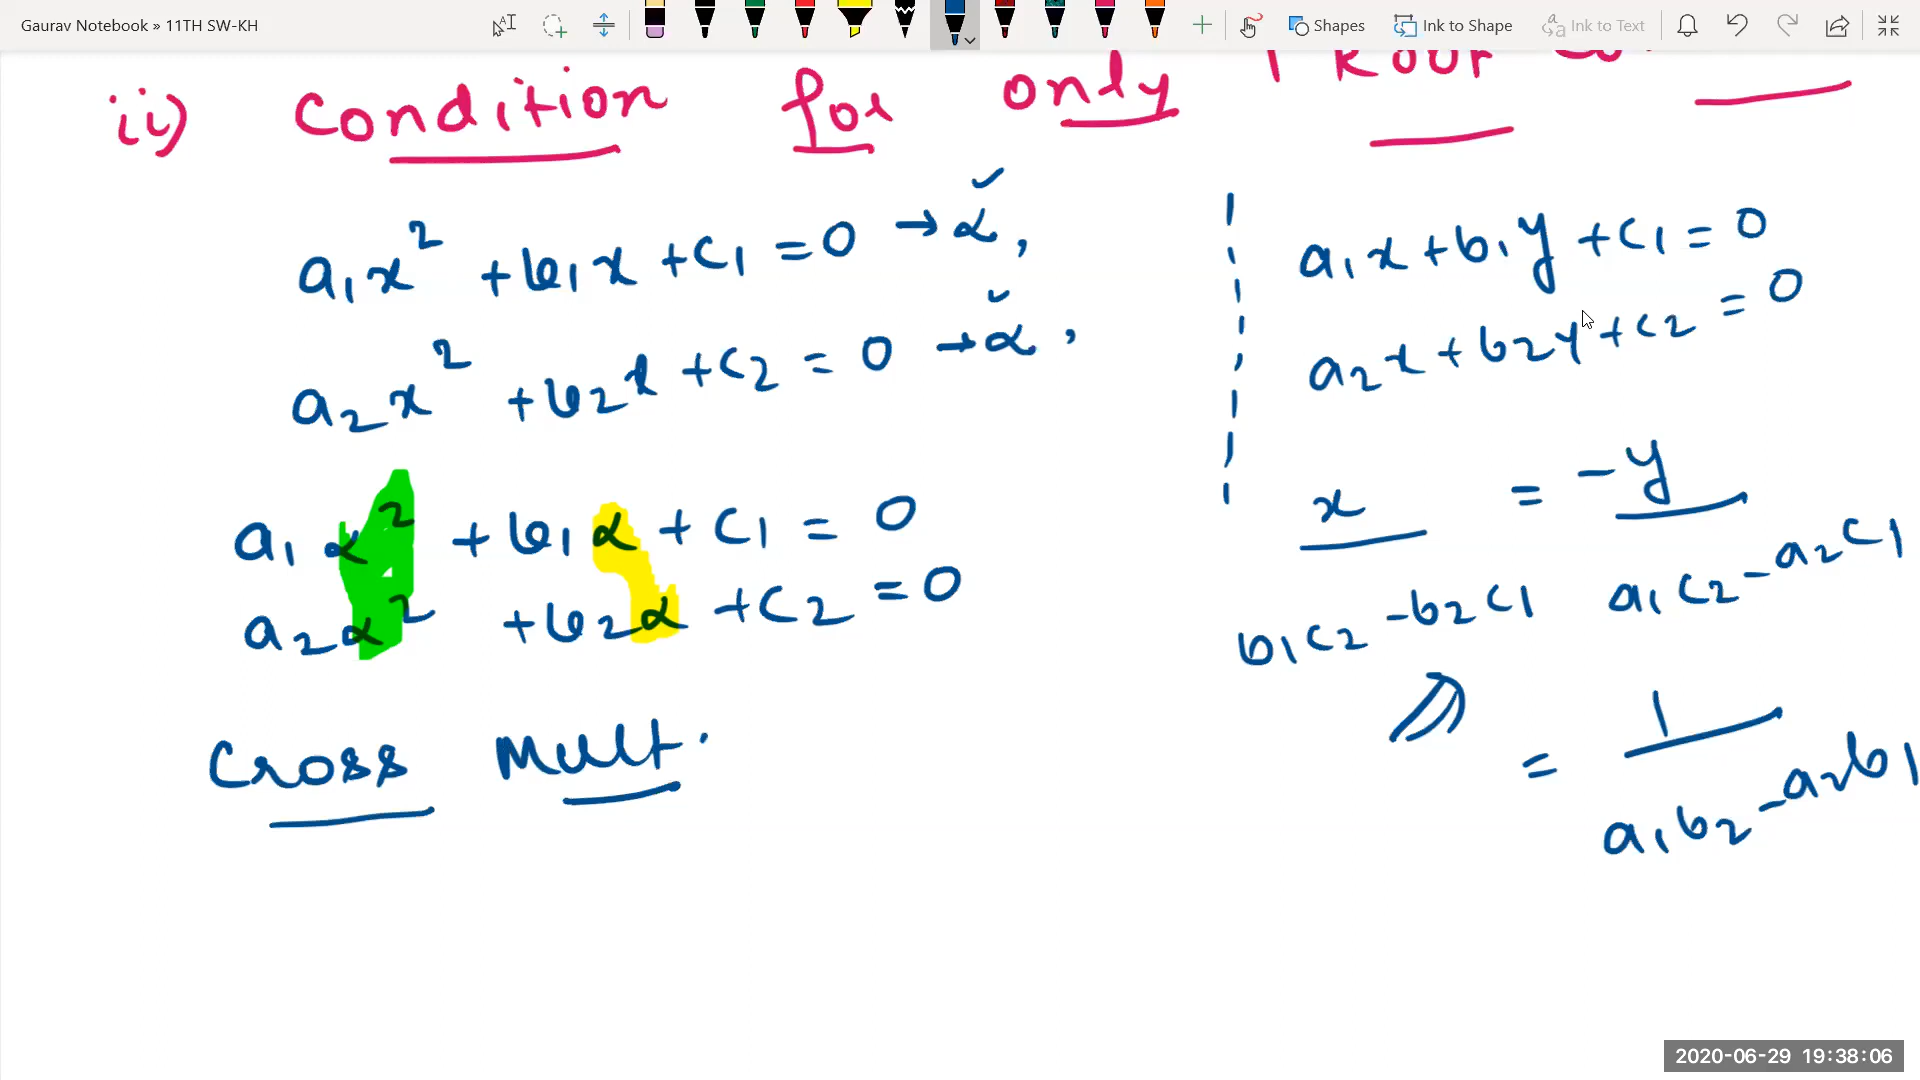 Gaurav Notebook » 11TH SW-KH
Shapes Ink to Shape Ink to Text
ii) Condition for only 1 Root
a₁x² + b₁x + c₁ = 0 → α,
a₂x² + b₂x + c₂ = 0 → α,
a₁α² + b₁α + c₁ = 0
a₂α² + b₂α + c₂ = 0
Cross Mult.
a₁x + b₁y + c₁ = 0
a₂x + b₂y + c₂ = 0
x = -y
b₁c₂ - b₂c₁ a₁c₂ - a₂c₁
= 1
a₁b₂ - a₂b₁
2020-06-29 19:38:06